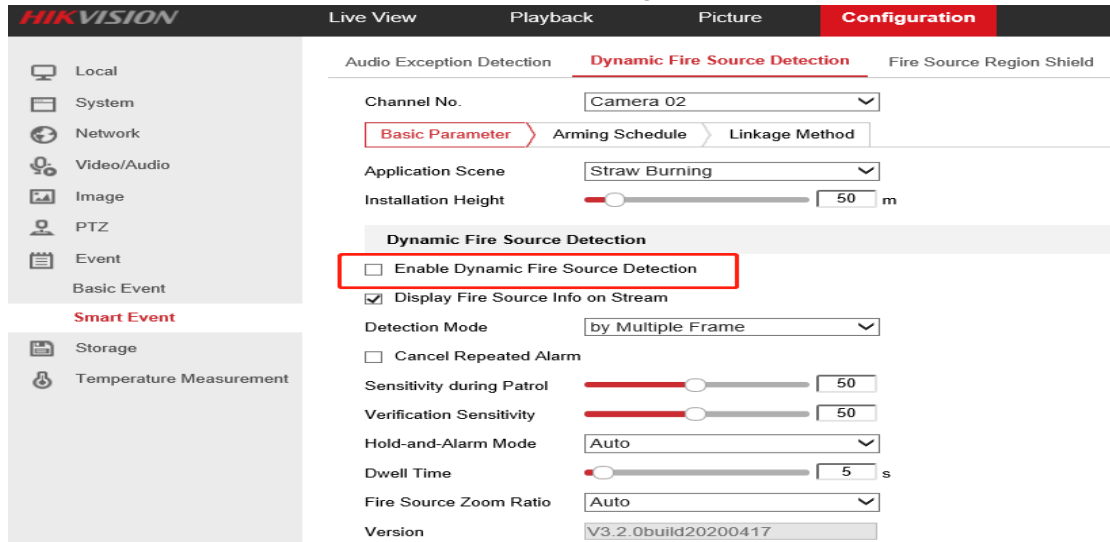 HIKVISION Live View Playback Picture Configuration
Local
System
Network
Video/Audio
Image
PTZ
Event
Basic Event
Smart Event
Storage
Temperature Measurement
Audio Exception Detection Dynamic Fire Source Detection Fire Source Region Shield
Channel No. Camera 02
Basic Parameter Arming Schedule Linkage Method
Application Scene Straw Burning
Installation Height 50 m
Dynamic Fire Source Detection
Enable Dynamic Fire Source Detection
Display Fire Source Info on Stream
Detection Mode by Multiple Frame
Cancel Repeated Alarm
Sensitivity during Patrol 50
Verification Sensitivity 50
Hold-and-Alarm Mode Auto
Dwell Time 5 s
Fire Source Zoom Ratio Auto
Version V3.2.0build20200417